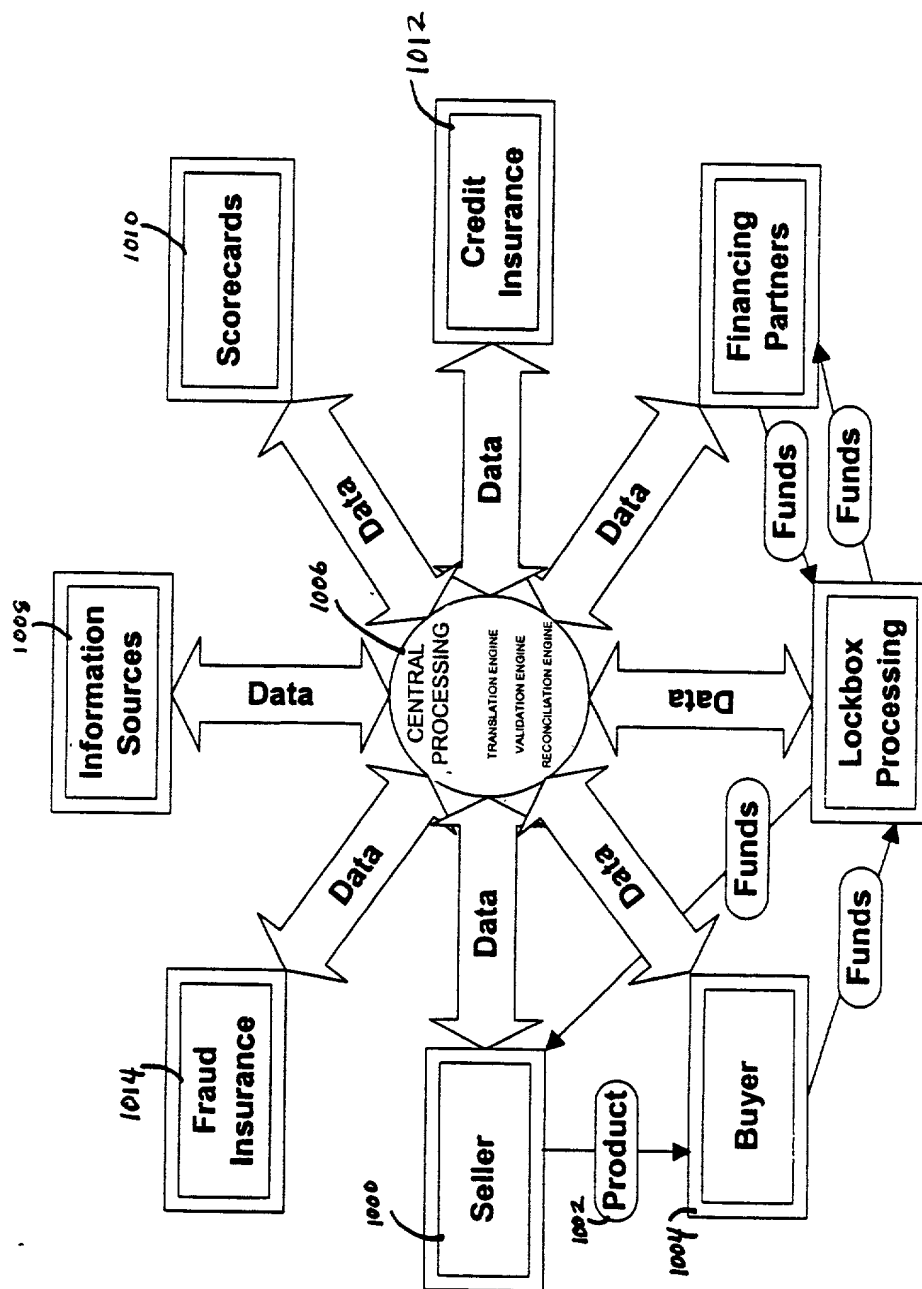 1010
Scorecards
1012
Credit
Insurance
1008
Information
Sources
Data
Data
Data
Financing
Partners
1006
CENTRAL
PROCESSING
TRANSLATION ENGINE
VALIDATION ENGINE
RECONCILIATION ENGINE
Data
Funds
Funds
Data
Lockbox
Processing
1014
Fraud
Insurance
Data
Data
Data
Funds
Funds
1000
Seller
1002
Product
1004
Buyer